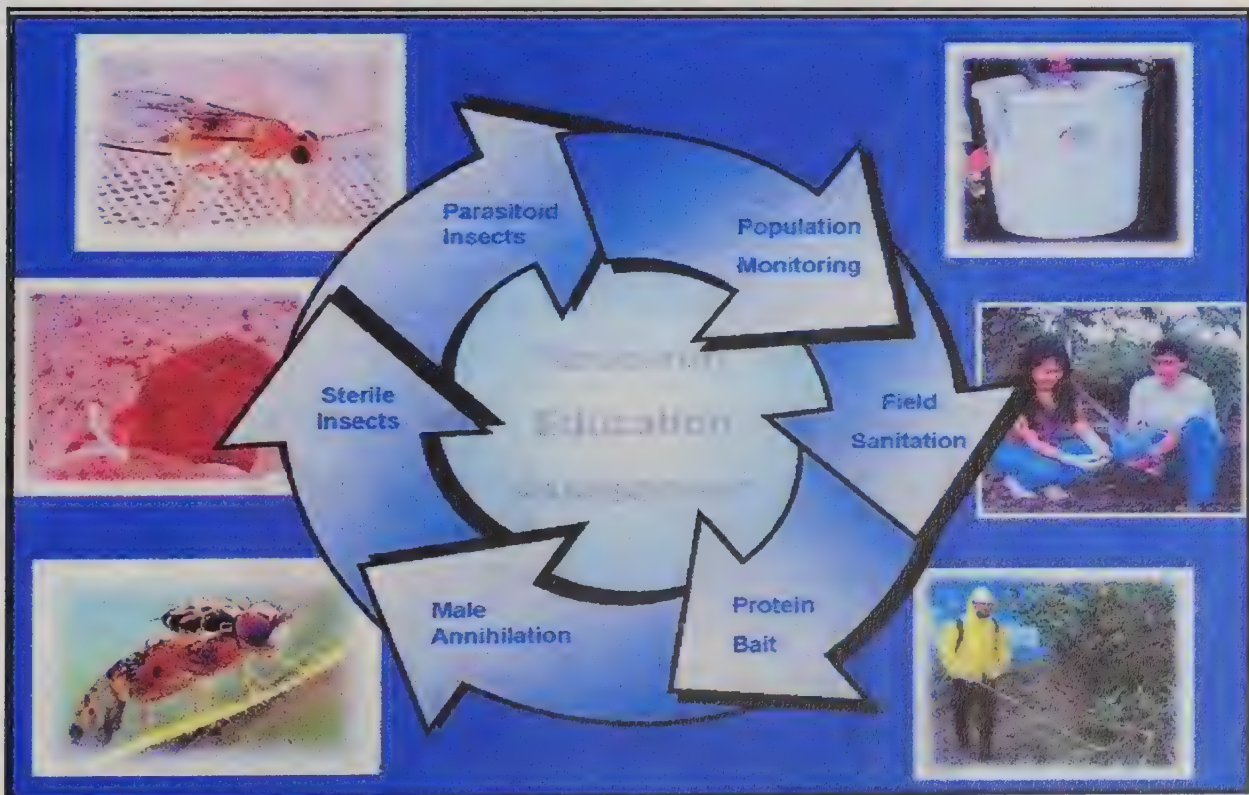 Parasitoid
Insects
Population
Monitoring
Field
Sanitation
Protein
Bait
Male
Annihilation
Sterile
Insects
Education